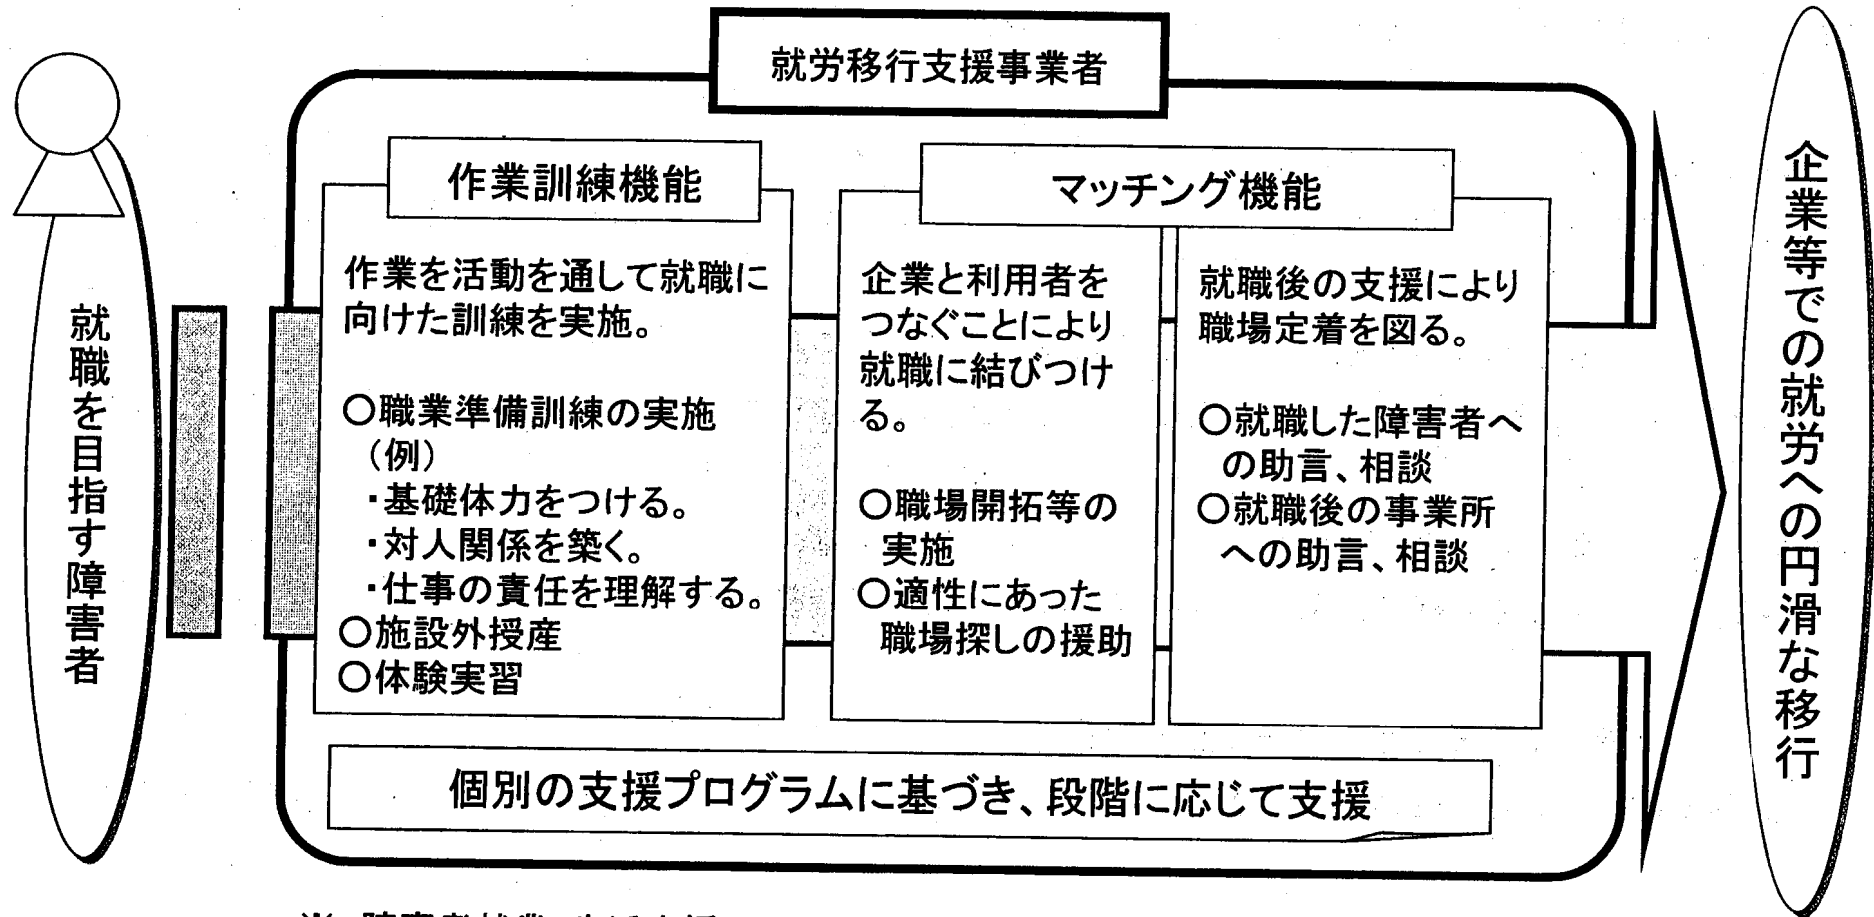 就労移行支援事業者
就職を目指す障害者
作業訓練機能
作業を活動を通して就職に
向けた訓練を実施。
○職業準備訓練の実施
（例）
・基礎体力をつける。
・対人関係を築く。
・仕事の責任を理解する。
○施設外授産
○体験実習
マッチング機能
企業と利用者を
つなぐことにより
就職に結びつけ
る。
○職場開拓等の
実施
○適性にあった
職場探しの援助
就職後の支援により
職場定着を図る。
○就職した障害者へ
の助言、相談
○就職後の事業所
への助言、相談
個別の支援プログラムに基づき、段階に応じて支援
企業等での就労への円滑な移行